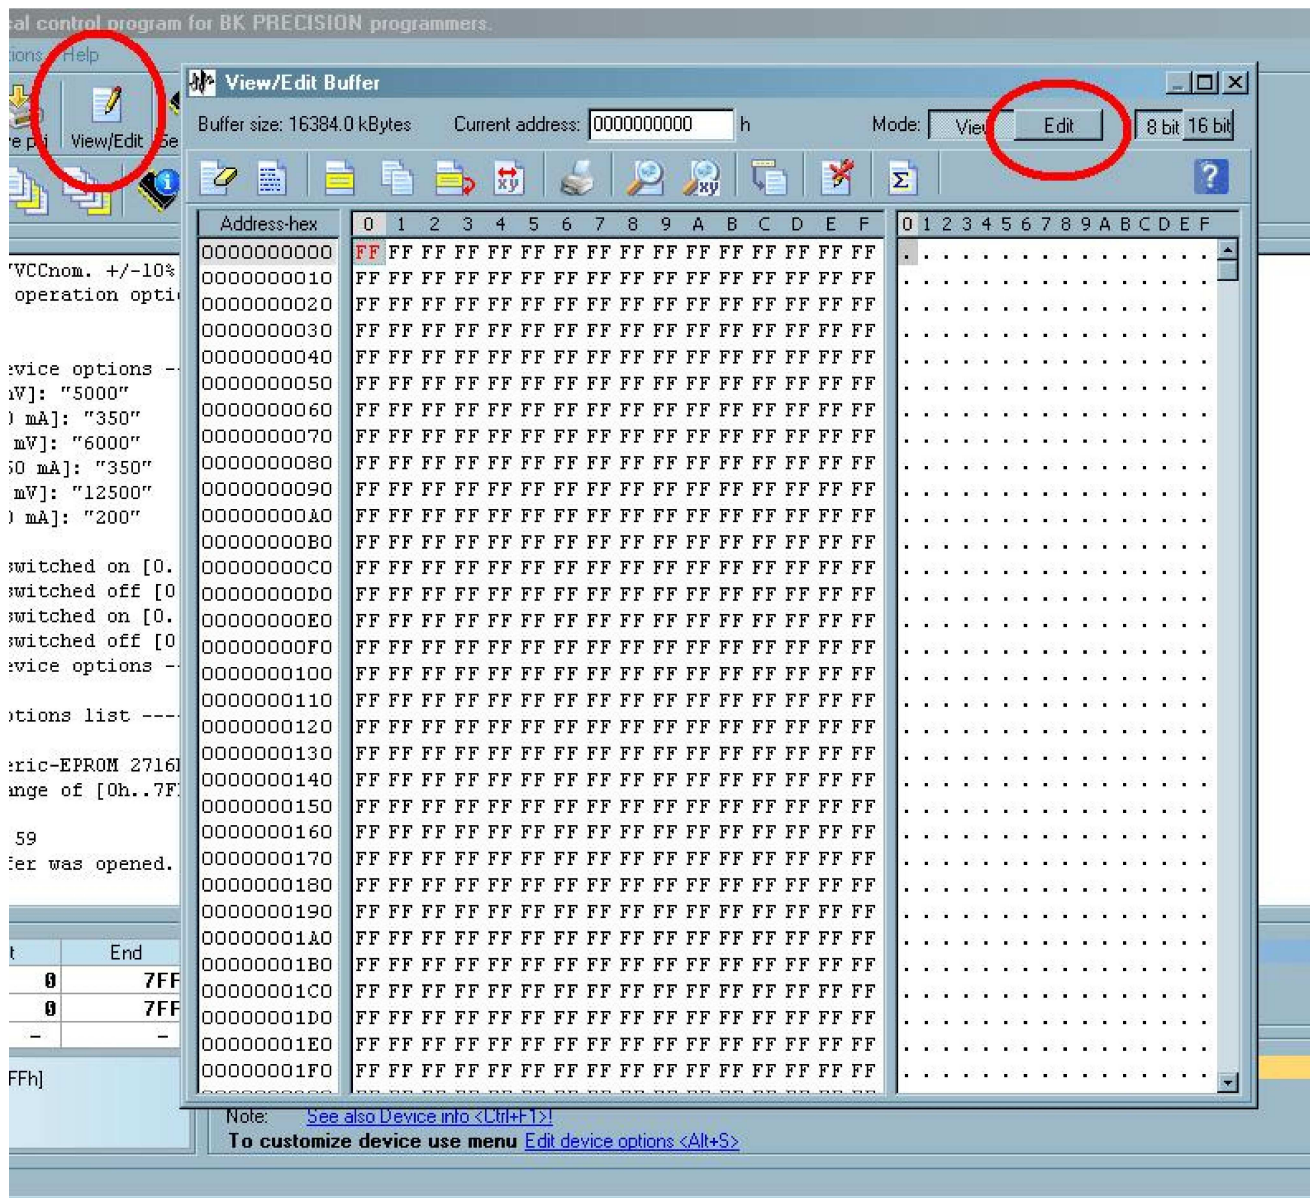 al control program for BK PRECISION programmers.
tions Help
View/Edit Buffer
Buffer size: 16384.0 kBytes Current address: 0000000000 h Mode: View Edit 8 bit 16 bit
View/Edit
Address-hex 0 1 2 3 4 5 6 7 8 9 A B C D E F 0 1 2 3 4 5 6 7 8 9 A B C D E F
0000000000 FF FF FF FF FF FF FF FF FF FF FF FF FF FF FF FF . . . . . . . . . . . . . . . .
0000000010 FF FF FF FF FF FF FF FF FF FF FF FF FF FF FF FF . . . . . . . . . . . . . . . .
0000000020 FF FF FF FF FF FF FF FF FF FF FF FF FF FF FF FF . . . . . . . . . . . . . . . .
0000000030 FF FF FF FF FF FF FF FF FF FF FF FF FF FF FF FF . . . . . . . . . . . . . . . .
0000000040 FF FF FF FF FF FF FF FF FF FF FF FF FF FF FF FF . . . . . . . . . . . . . . . .
0000000050 FF FF FF FF FF FF FF FF FF FF FF FF FF FF FF FF . . . . . . . . . . . . . . . .
0000000060 FF FF FF FF FF FF FF FF FF FF FF FF FF FF FF FF . . . . . . . . . . . . . . . .
0000000070 FF FF FF FF FF FF FF FF FF FF FF FF FF FF FF FF . . . . . . . . . . . . . . . .
0000000080 FF FF FF FF FF FF FF FF FF FF FF FF FF FF FF FF . . . . . . . . . . . . . . . .
0000000090 FF FF FF FF FF FF FF FF FF FF FF FF FF FF FF FF . . . . . . . . . . . . . . . .
00000000A0 FF FF FF FF FF FF FF FF FF FF FF FF FF FF FF FF . . . . . . . . . . . . . . . .
00000000B0 FF FF FF FF FF FF FF FF FF FF FF FF FF FF FF FF . . . . . . . . . . . . . . . .
00000000C0 FF FF FF FF FF FF FF FF FF FF FF FF FF FF FF FF . . . . . . . . . . . . . . . .
00000000D0 FF FF FF FF FF FF FF FF FF FF FF FF FF FF FF FF . . . . . . . . . . . . . . . .
00000000E0 FF FF FF FF FF FF FF FF FF FF FF FF FF FF FF FF . . . . . . . . . . . . . . . .
00000000F0 FF FF FF FF FF FF FF FF FF FF FF FF FF FF FF FF . . . . . . . . . . . . . . . .
0000000100 FF FF FF FF FF FF FF FF FF FF FF FF FF FF FF FF . . . . . . . . . . . . . . . .
0000000110 FF FF FF FF FF FF FF FF FF FF FF FF FF FF FF FF . . . . . . . . . . . . . . . .
0000000120 FF FF FF FF FF FF FF FF FF FF FF FF FF FF FF FF . . . . . . . . . . . . . . . .
0000000130 FF FF FF FF FF FF FF FF FF FF FF FF FF FF FF FF . . . . . . . . . . . . . . . .
0000000140 FF FF FF FF FF FF FF FF FF FF FF FF FF FF FF FF . . . . . . . . . . . . . . . .
0000000150 FF FF FF FF FF FF FF FF FF FF FF FF FF FF FF FF . . . . . . . . . . . . . . . .
0000000160 FF FF FF FF FF FF FF FF FF FF FF FF FF FF FF FF . . . . . . . . . . . . . . . .
0000000170 FF FF FF FF FF FF FF FF FF FF FF FF FF FF FF FF . . . . . . . . . . . . . . . .
0000000180 FF FF FF FF FF FF FF FF FF FF FF FF FF FF FF FF . . . . . . . . . . . . . . . .
0000000190 FF FF FF FF FF FF FF FF FF FF FF FF FF FF FF FF . . . . . . . . . . . . . . . .
00000001A0 FF FF FF FF FF FF FF FF FF FF FF FF FF FF FF FF . . . . . . . . . . . . . . . .
00000001B0 FF FF FF FF FF FF FF FF FF FF FF FF FF FF FF FF . . . . . . . . . . . . . . . .
00000001C0 FF FF FF FF FF FF FF FF FF FF FF FF FF FF FF FF . . . . . . . . . . . . . . . .
00000001D0 FF FF FF FF FF FF FF FF FF FF FF FF FF FF FF FF . . . . . . . . . . . . . . . .
00000001E0 FF FF FF FF FF FF FF FF FF FF FF FF FF FF FF FF . . . . . . . . . . . . . . . .
00000001F0 FF FF FF FF FF FF FF FF FF FF FF FF FF FF FF FF . . . . . . . . . . . . . . . .
VCCnom. +/-10%
operation opti
evice options -
mV]: "5000"
mA]: "350"
mV]: "6000"
50 mA]: "350"
mV]: "12500"
mA]: "200"
switched on [0.
switched off [0
switched on [0.
switched off [0
evice options -
ptions list ----
eric-EPROM 2716
ange of [0h..7F
59
fer was opened.
t End
0 7FF
0 7FF
- -
FFh]
Note: See also Device info <Ctrl+F1>!
To customize device use menu Edit device options <Alt+S>